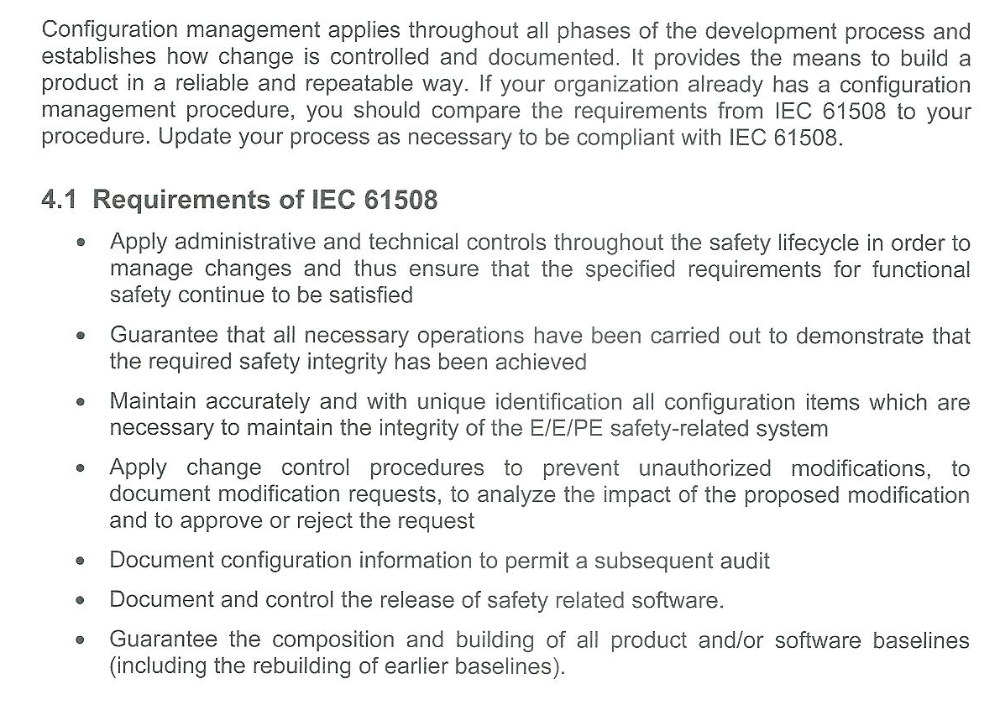 Configuration management applies throughout all phases of the development process and
establishes how change is controlled and documented. It provides the means to build a
product in a reliable and repeatable way. If your organization already has a configuration
management procedure, you should compare the requirements from IEC 61508 to your
procedure. Update your process as necessary to be compliant with IEC 61508.
4.1 Requirements of IEC 61508
• Apply administrative and technical controls throughout the safety lifecycle in order to
manage changes and thus ensure that the specified requirements for functional
safety continue to be satisfied
• Guarantee that all necessary operations have been carried out to demonstrate that
the required safety integrity has been achieved
• Maintain accurately and with unique identification all configuration items which are
necessary to maintain the integrity of the E/E/PE safety-related system
• Apply change control procedures to prevent unauthorized modifications, to
document modification requests, to analyze the impact of the proposed modification
and to approve or reject the request
• Document configuration information to permit a subsequent audit
• Document and control the release of safety related software.
• Guarantee the composition and building of all product and/or software baselines
(including the rebuilding of earlier baselines).